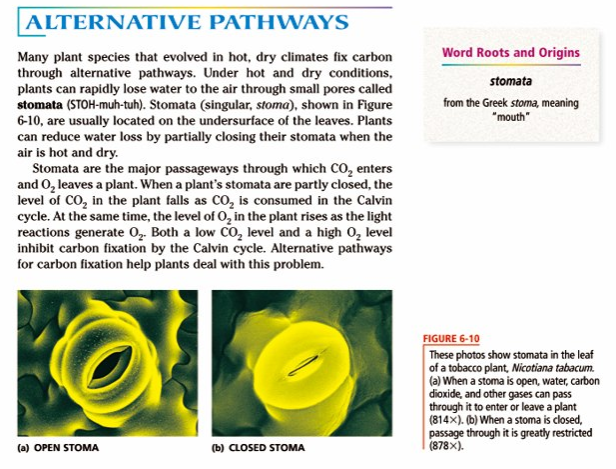 ALTERNATIVE PATHWAYS
Many plant species that evolved in hot, dry climates fix carbon
through alternative pathways. Under hot and dry conditions,
plants can rapidly lose water to the air through small pores called
stomata (STOH-muh-tuh). Stomata (singular, stoma), shown in Figure
6-10, are usually located on the undersurface of the leaves. Plants
can reduce water loss by partially closing their stomata when the
air is hot and dry.
Stomata are the major passageways through which CO₂ enters
and O₂ leaves a plant. When a plant's stomata are partly closed, the
level of CO₂ in the plant falls as CO₂ is consumed in the Calvin
cycle. At the same time, the level of O₂ in the plant rises as the light
reactions generate O₂. Both a low CO₂ level and a high O₂ level
inhibit carbon fixation by the Calvin cycle. Alternative pathways
for carbon fixation help plants deal with this problem.
Word Roots and Origins
stomata
from the Greek stoma, meaning
"mouth"
(a) OPEN STOMA
(b) CLOSED STOMA
FIGURE 6-10
These photos show stomata in the leaf
of a tobacco plant, Nicotiana tabacum.
(a) When a stoma is open, water, carbon
dioxide, and other gases can pass
through it to enter or leave a plant
(814×). (b) When a stoma is closed,
passage through it is greatly restricted
(878×).